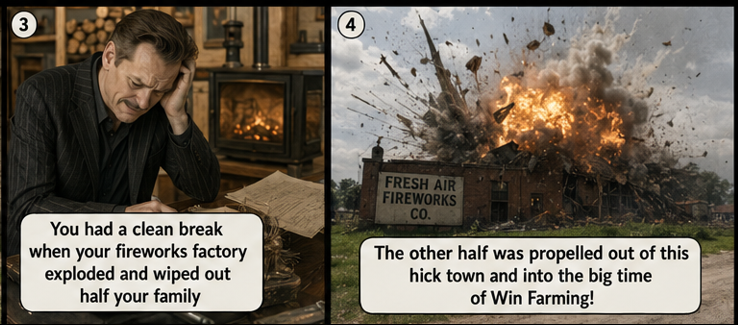 3
You had a clean break
when your fireworks factory
exploded and wiped out
half your family
4
FRESH AIR
FIREWORKS
CO.
The other half was propelled out of this
hick town and into the big time
of Win Farming!